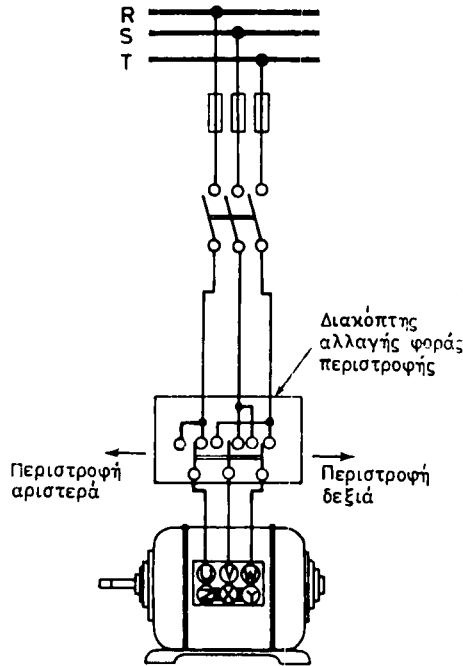 R
S
T
Διακόπτης
αλλαγής φοράς
περιστροφής
Περιστροφή
αριστερά
Περιστροφή
δεξιά
U V W
Z X Y